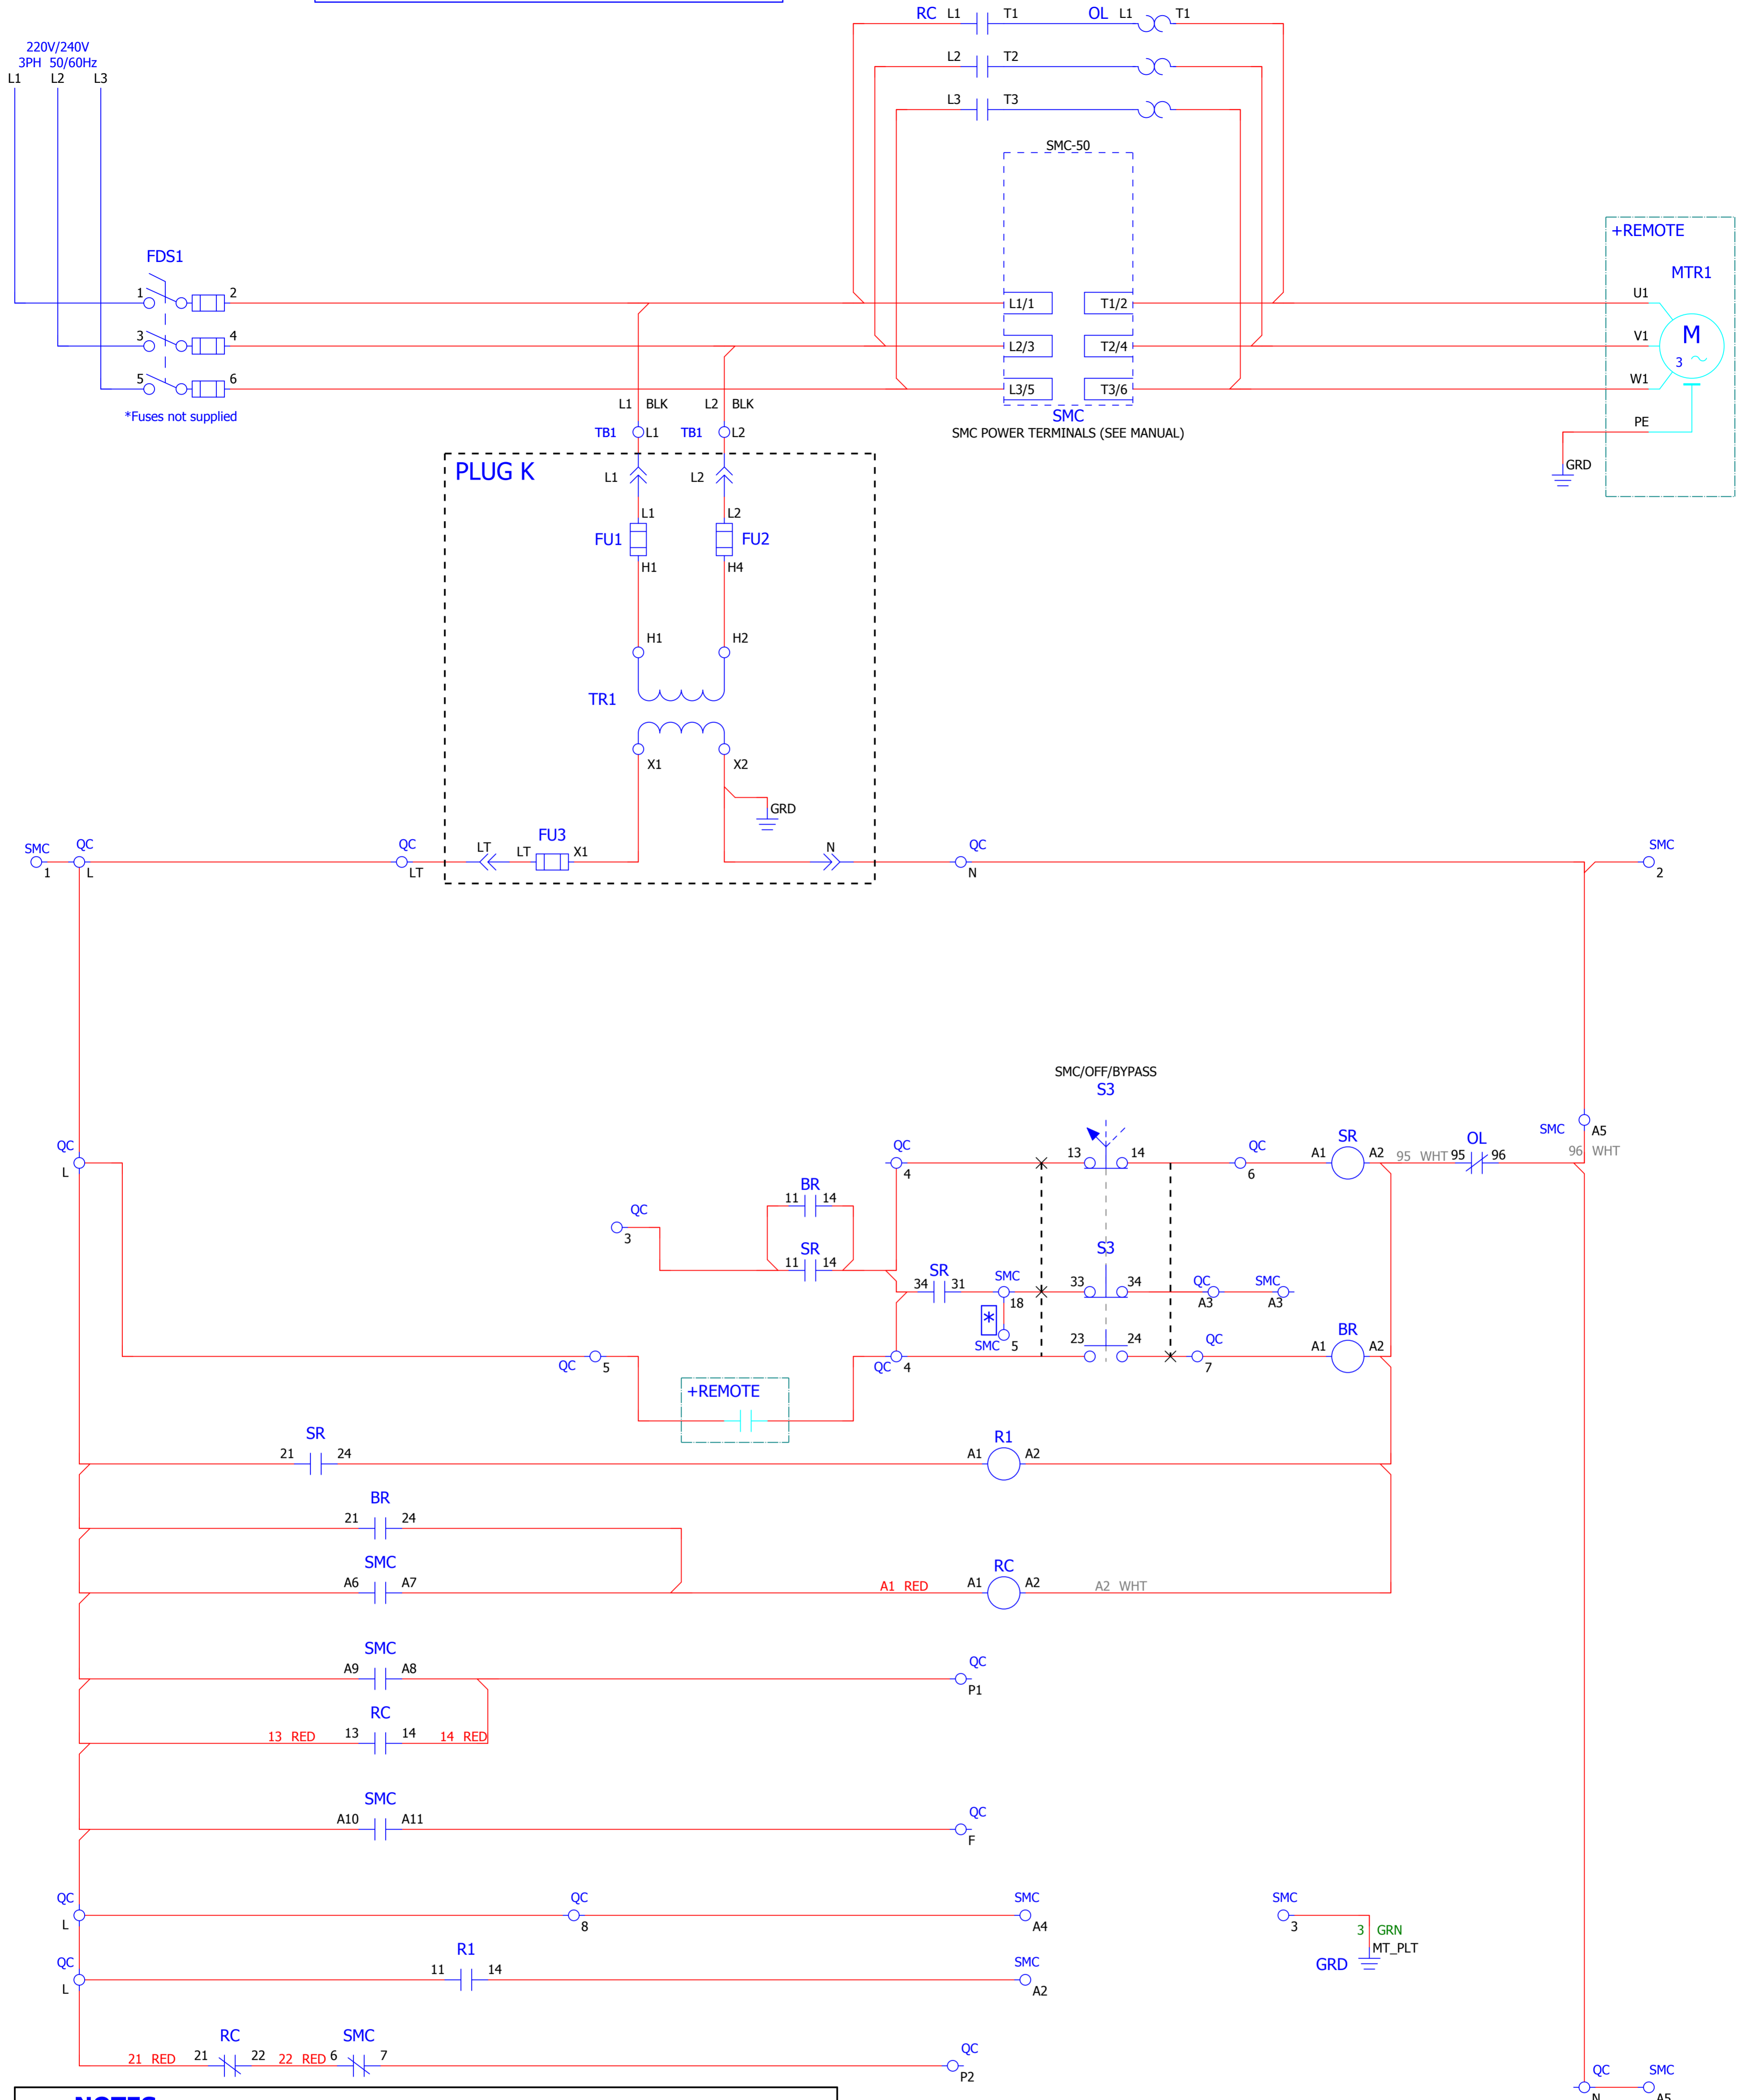 RC L1 T1 OL L1 T1
220V/240V
3PH 50/60Hz
L1 L2 L3
L2 T2
L3 T3
SMC-50
+REMOTE
MTR1
FDS1
1 2
L1/1 T1/2
U1
3 4
L2/3 T2/4
V1
M
3
5 6
L3/5 T3/6
W1
*Fuses not supplied
L1 BLK L2 BLK
SMC
SMC POWER TERMINALS (SEE MANUAL)
PE
TB1 L1 TB1 L2
GRD
PLUG K
L1 L2
L1 L2
FU1 FU2
H1 H4
H1 H2
TR1
X1 X2
GRD
SMC QC QC FU3 QC SMC
LT LT X1 N
1 L LT N 2
SMC/OFF/BYPASS
S3
SMC A5
QC QC 13 14 QC SR OL
A1 A2 95 WHT 95 96 96 WHT
L 4 6
BR
11 14
QC
3
SR
11 14
S3
SR
34 31
SMC
18
33 34
QC SMC
A3 A3
*
SMC 5
23 24
QC
7
BR
A1 A2
QC 5
QC 4
+REMOTE
SR
21 24
R1
A1 A2
BR
21 24
SMC
A6 A7
A1 RED
RC
A1 A2
A2 WHT
SMC
A9 A8
QC
P1
RC
13 RED 13 14 14 RED
SMC
A10 A11
QC
F
QC QC SMC SMC
L 8 A4 3
3 GRN
MT_PLT
GRD
QC R1 SMC
11 14
L A2
RC SMC
21 RED 21 22 22 RED 6 7
QC
P2
QC SMC
N A5
NOTES